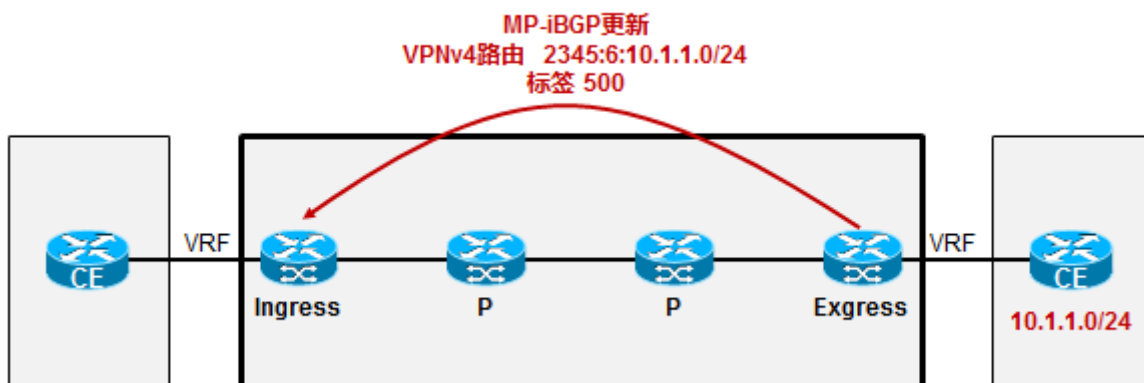 MP-iBGP更新
VPNv4路由 2345:6:10.1.1.0/24
标签 500
VRF
VRF
CE
CE
Ingress
P
P
Exgress
10.1.1.0/24